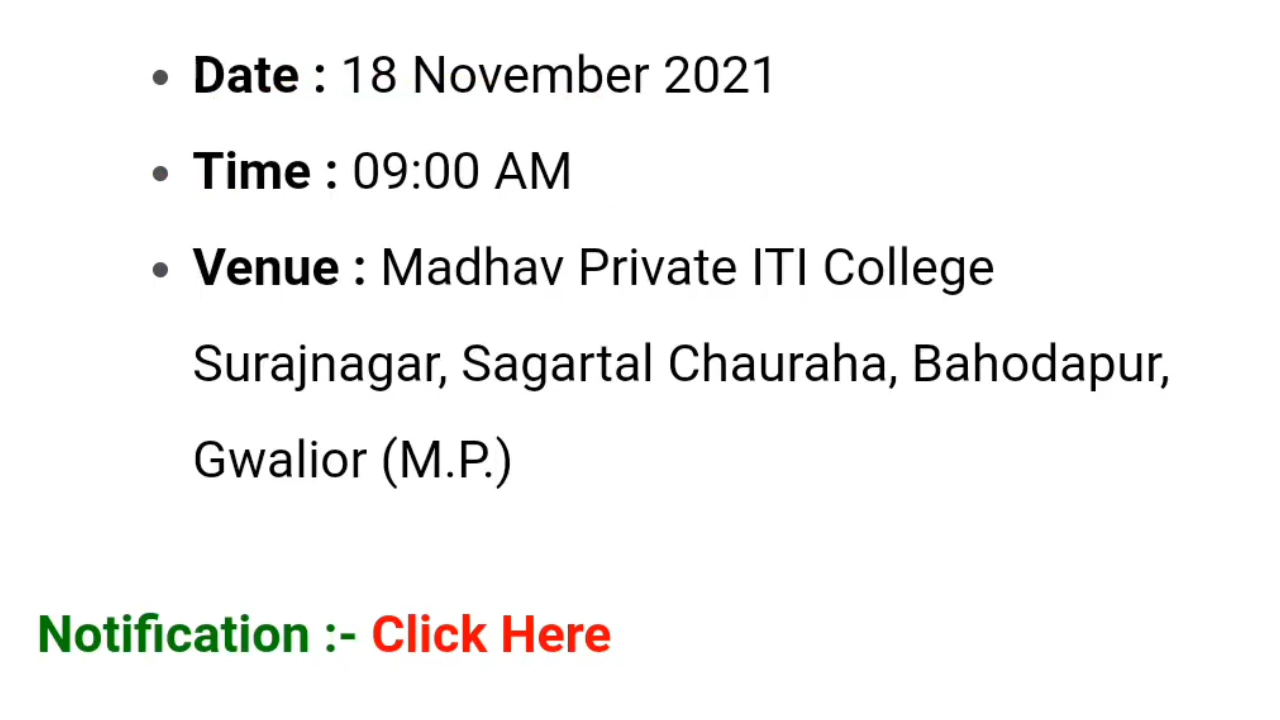 • Date : 18 November 2021
• Time : 09:00 AM
• Venue : Madhav Private ITI College
Surajnagar, Sagartal Chauraha, Bahodapur,
Gwalior (M.P.)
Notification :- Click Here